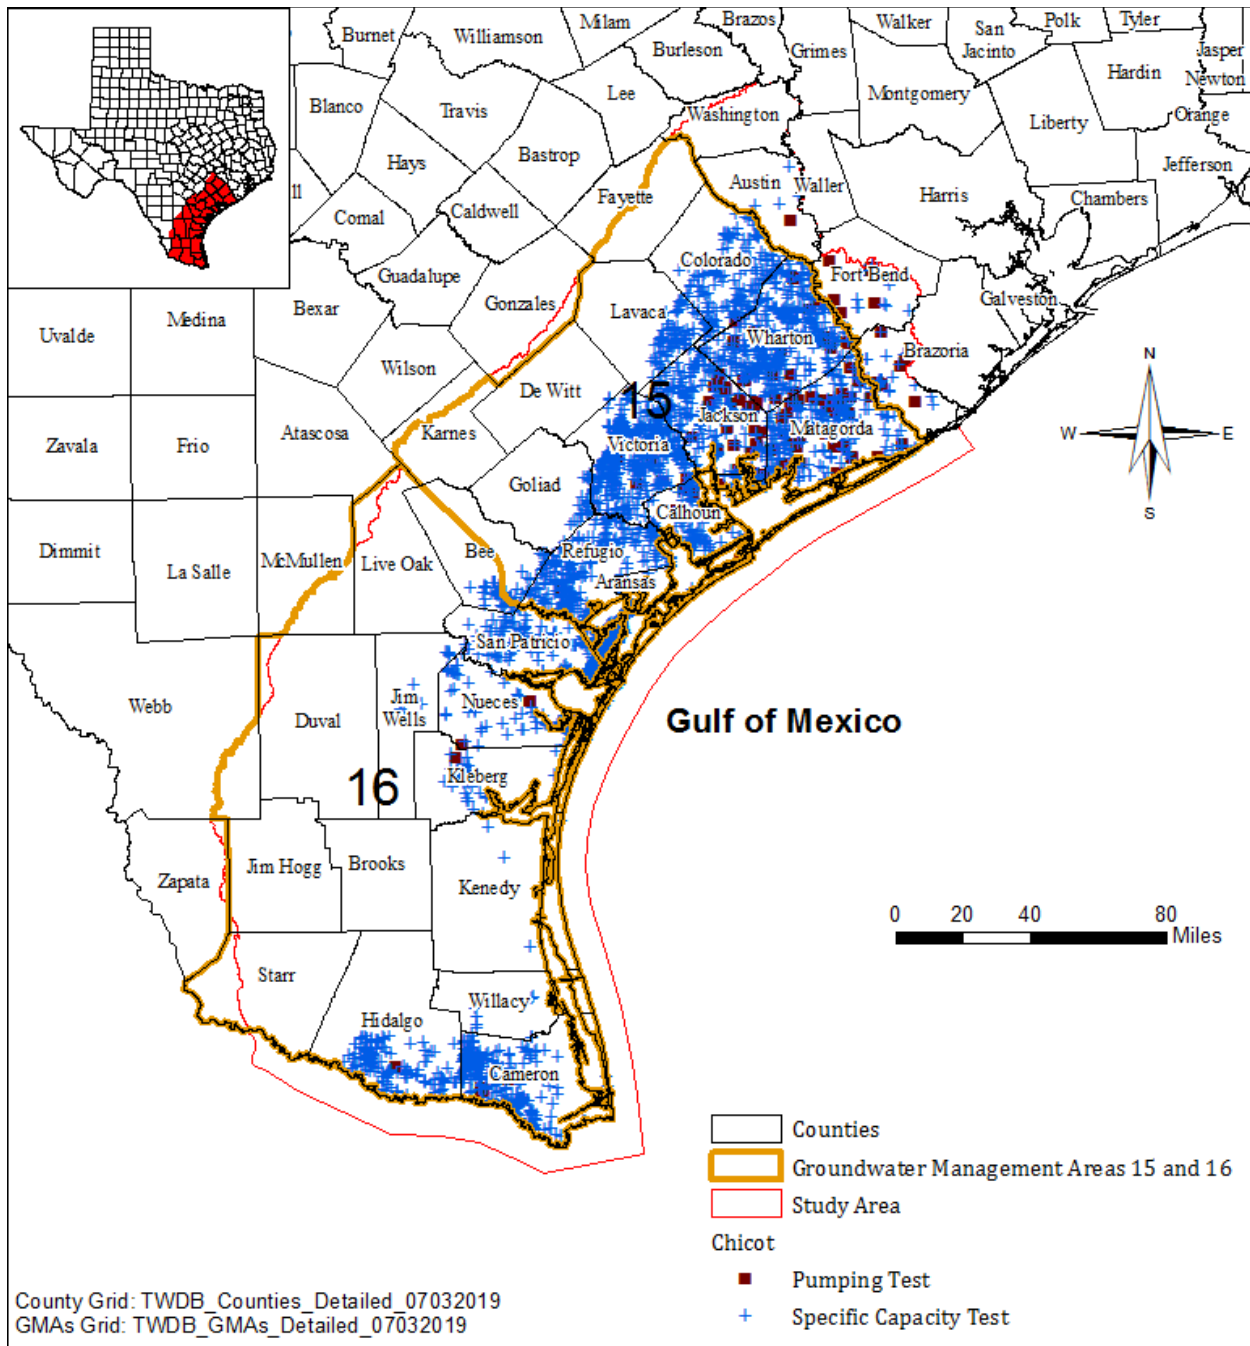 Burnet
Williamson
Milam
Brazos
Walker
San
Jacinto
Polk
Tyler
Jasper
Newton
Burleson
Grimes
Hardin
Blanco
Travis
Lee
Washington
Montgomery
Liberty
Orange
Hays
Bastrop
Jefferson
ll
Comal
Caldwell
Fayette
Austin
Waller
Harris
Chambers
Guadalupe
Colorado
Fort Bend
Galveston
Uvalde
Medina
Bexar
Gonzales
Lavaca
Wharton
Brazoria
Wilson
De Witt
15
Jackson
Matagorda
Zavala
Frio
Atascosa
Karnes
Victoria
Goliad
Calhoun
Dimmit
La Salle
McMullen
Live Oak
Bee
Refugio
Aransas
San Patricio
Webb
Duval
Jim
Wells
Nueces
Gulf of Mexico
16
Kleberg
Zapata
Jim Hogg
Brooks
Kenedy
Starr
Willacy
Hidalgo
Cameron
N
W
E
S
0 20 40 80
Miles
Counties
Groundwater Management Areas 15 and 16
Study Area
Chicot
Pumping Test
Specific Capacity Test
County Grid: TWDB_Counties_Detailed_07032019
GMAs Grid: TWDB_GMAs_Detailed_07032019